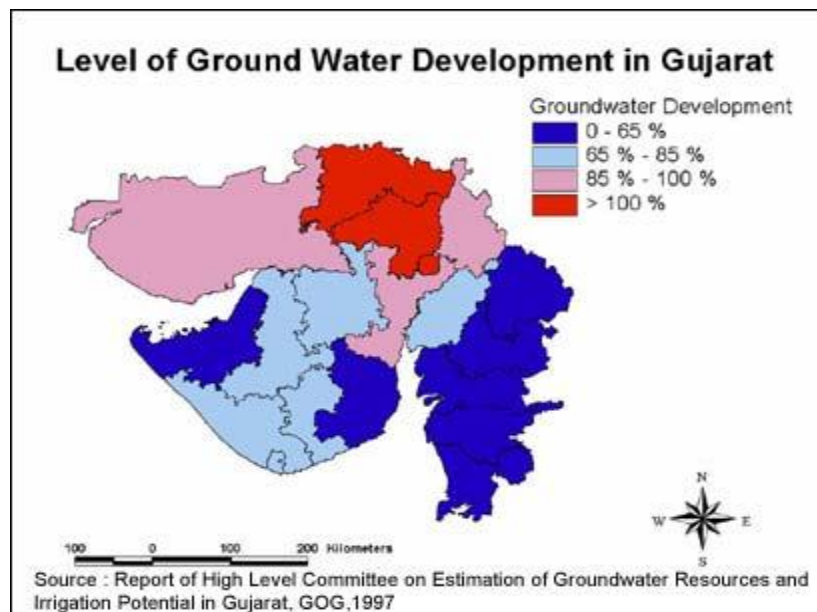 Level of Ground Water Development in Gujarat
Groundwater Development
0 - 65 %
65 % - 85 %
85 % - 100 %
> 100 %
N
W E
S
100 0 100 200 Kilometers
Source : Report of High Level Committee on Estimation of Groundwater Resources and
Irrigation Potential in Gujarat, GOG,1997